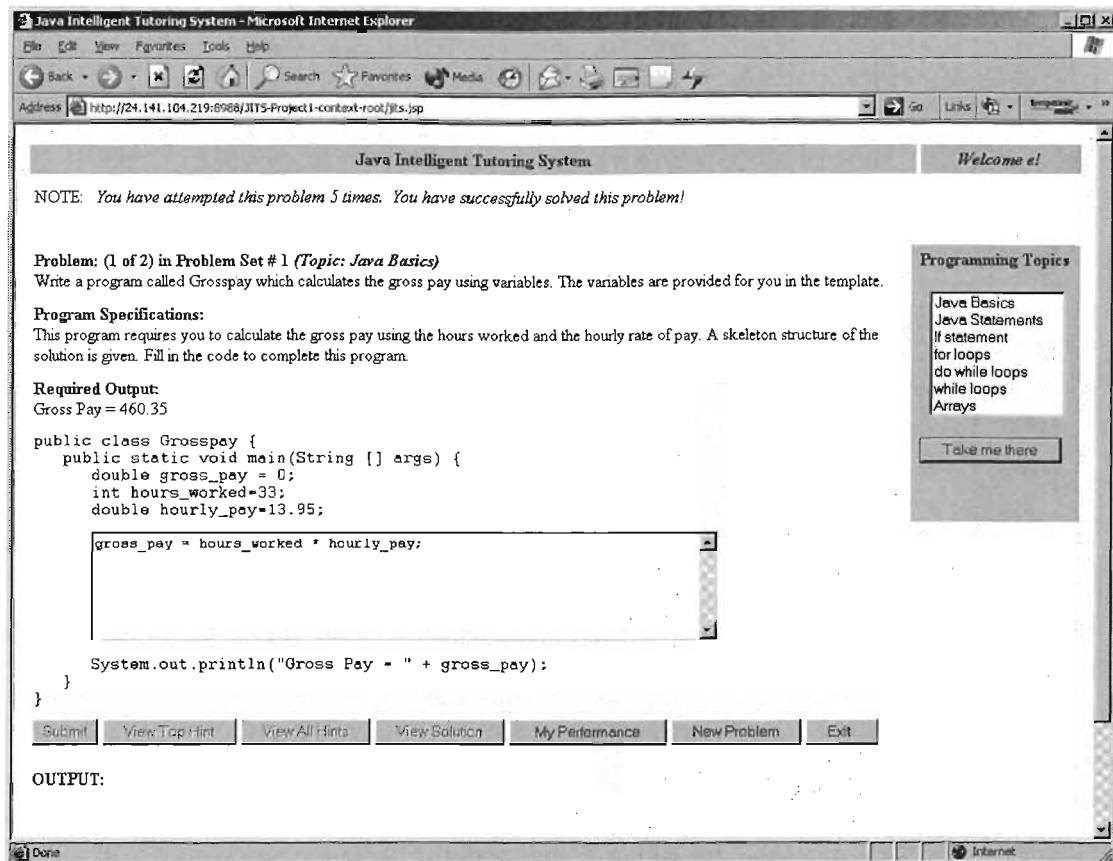 Java Intelligent Tutoring System - Microsoft Internet Explorer
File Edit View Favorites Tools Help
Back Search Favorites Media
Address http://24.141.104.219:8988/JITS-Project1-context-root/jits.jsp Go Links
Java Intelligent Tutoring System
Welcome e!
NOTE: You have attempted this problem 5 times. You have successfully solved this problem!
Problem: (1 of 2) in Problem Set # 1 (Topic: Java Basics)
Write a program called Grosspay which calculates the gross pay using variables. The variables are provided for you in the template.
Program Specifications:
This program requires you to calculate the gross pay using the hours worked and the hourly rate of pay. A skeleton structure of the
solution is given. Fill in the code to complete this program.
Required Output:
Gross Pay = 460.35
public class Grosspay {
public static void main(String [] args) {
double gross_pay = 0;
int hours_worked=33;
double hourly_pay=13.95;
gross_pay = hours_worked * hourly_pay;
System.out.println("Gross Pay = " + gross_pay);
}
}
Submit View Top Hint View All Hints View Solution My Performance New Problem Exit
OUTPUT:
Programming Topics
Java Basics
Java Statements
If statement
for loops
do while loops
while loops
Arrays
Take me there
Done
Internet